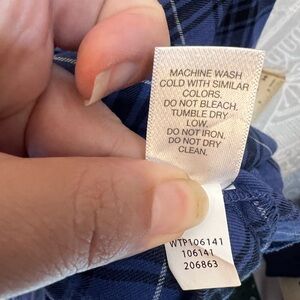 MACHINE WASH
COLD WITH SIMILAR
COLORS.
DO NOT BLEACH.
TUMBLE DRY
LOW.
DO NOT IRON.
DO NOT DRY
CLEAN.
WTP106141
106141
206863